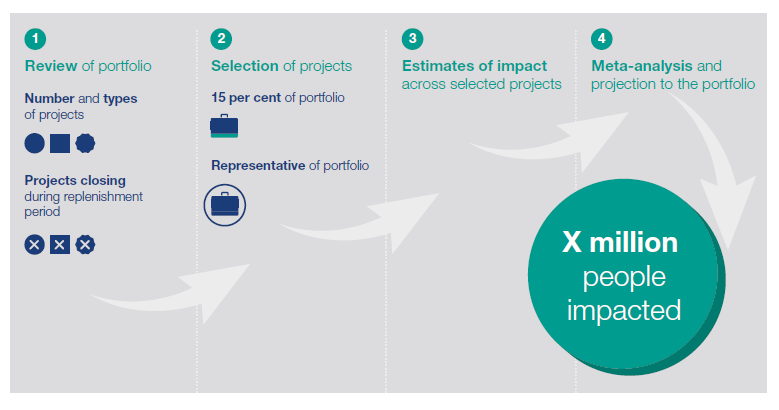 1
Review of portfolio
Number and types
of projects
Projects closing
during replenishment
period
2
Selection of projects
15 per cent of portfolio
Representative of portfolio
3
Estimates of impact
across selected projects
4
Meta-analysis and
projection to the portfolio
X million
people
impacted